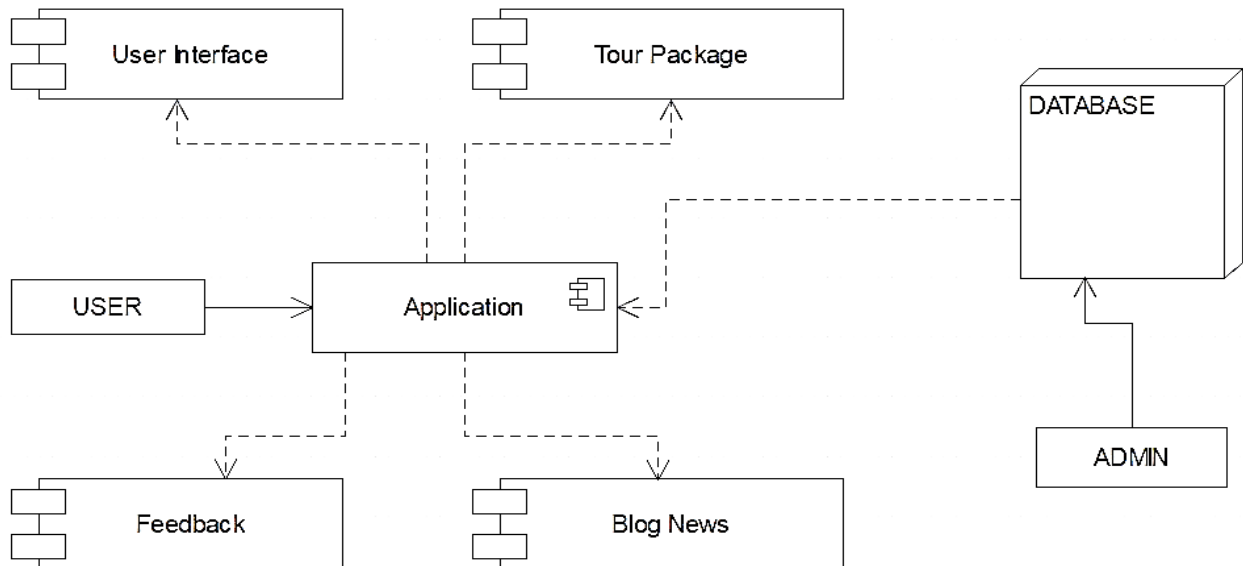 User Interface
Tour Package
DATABASE
USER
Application
ADMIN
Feedback
Blog News